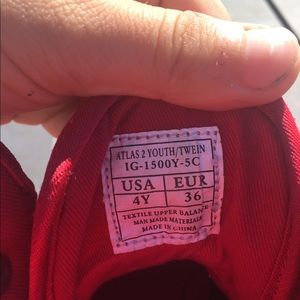 ATLAS 2 YOUTH/TWEIN
IG-1500Y-5C
USA EUR
4Y 36
TEXTILE UPPER BALANCE
MAN MADE MATERIALS
MADE IN CHINA